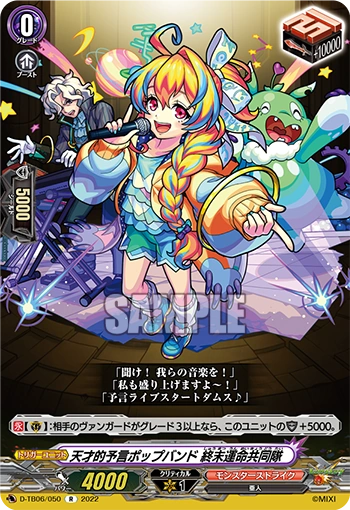 0
グレード
ブースト
+10000
5000
シールド
SAMPLE
「聞け! 我らの音楽を!」
「私も盛り上げますよ~!」
「予言ライブスタートダムス♪」
【永】【】:相手のヴァンガードがグレード3以上なら、このユニットの+5000。
トリガーユニット
天才的予言ポップバンド 終末運命共同隊
パワー
4000
クリティカル
1
モンスターストライク
亜人
D-TB06/050 R 2022
©MIXI